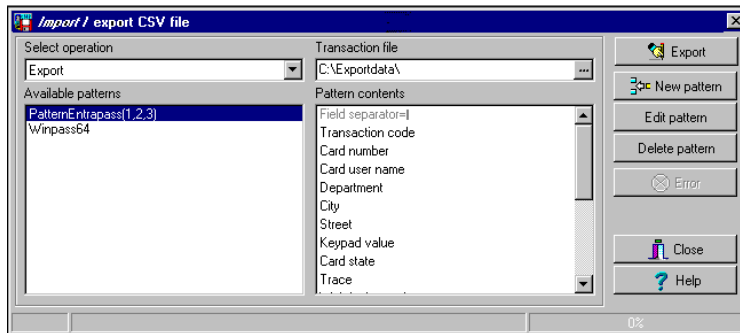 Import / export CSV file
Select operation
Export
Transaction file
C:\Exportdata\
...
Available patterns
PatternEntrapass(1,2,3)
Winpass64
Pattern contents
Field separator=|
Transaction code
Card number
Card user name
Department
City
Street
Keypad value
Card state
Trace
Export
New pattern
Edit pattern
Delete pattern
Error
Close
Help
0%